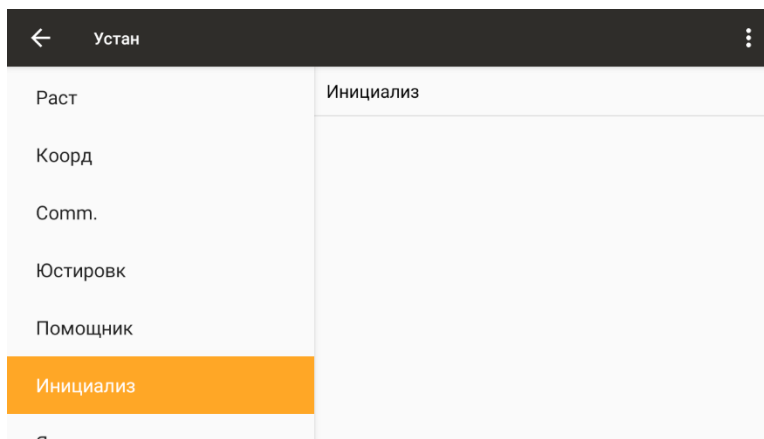 Устан
Раст
Инициализ
Коорд
Comm.
Юстировк
Помощник
Инициализ